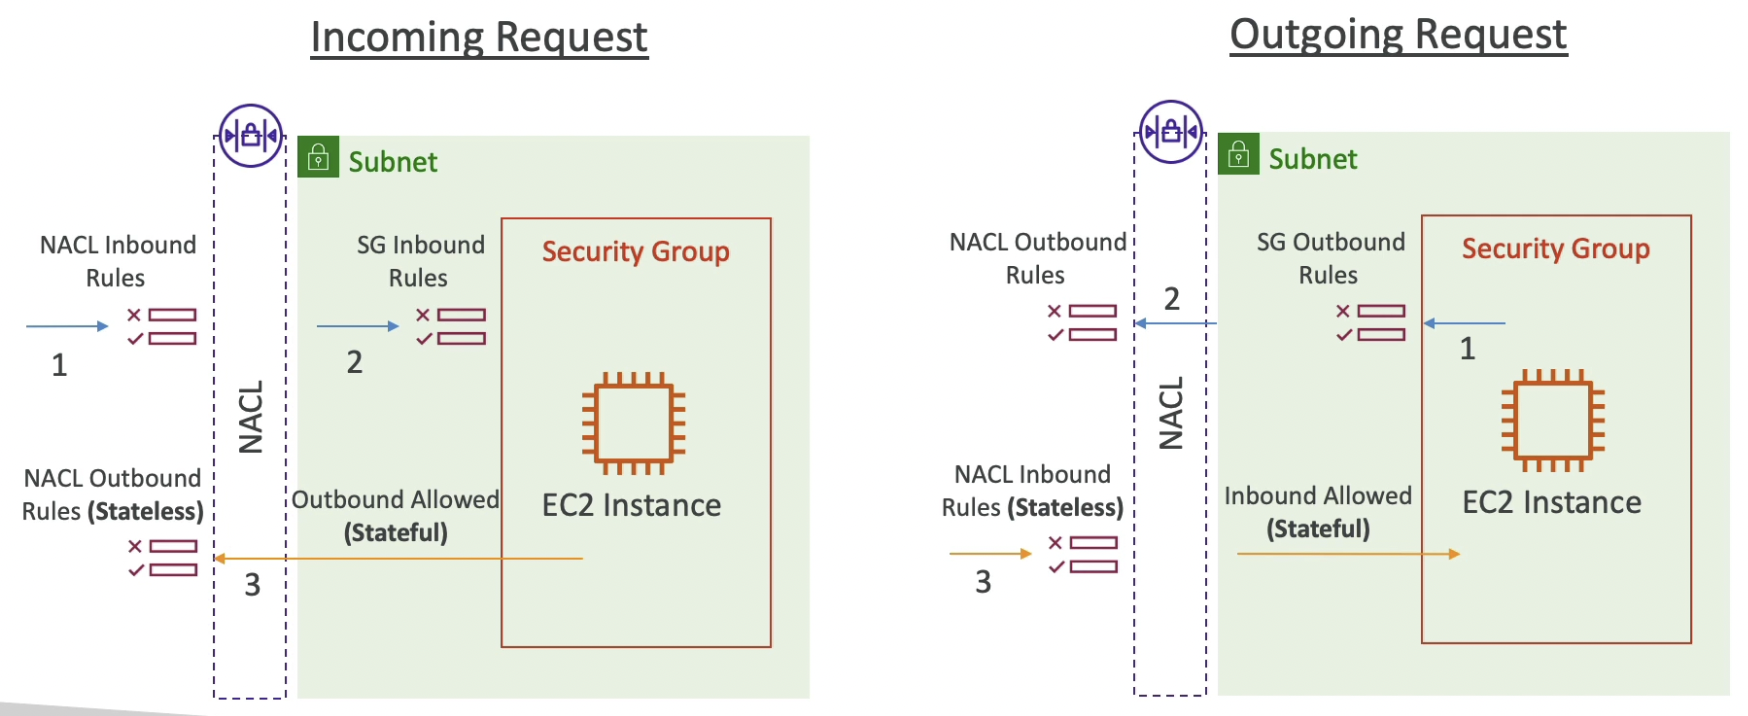 Incoming Request
Subnet
NACL Inbound
Rules
SG Inbound
Rules
Security Group
1
2
NACL
NACL Outbound
Rules (Stateless)
Outbound Allowed
(Stateful)
EC2 Instance
3
Outgoing Request
Subnet
NACL Outbound
Rules
SG Outbound
Rules
Security Group
2
1
NACL
NACL Inbound
Rules (Stateless)
Inbound Allowed
(Stateful)
EC2 Instance
3